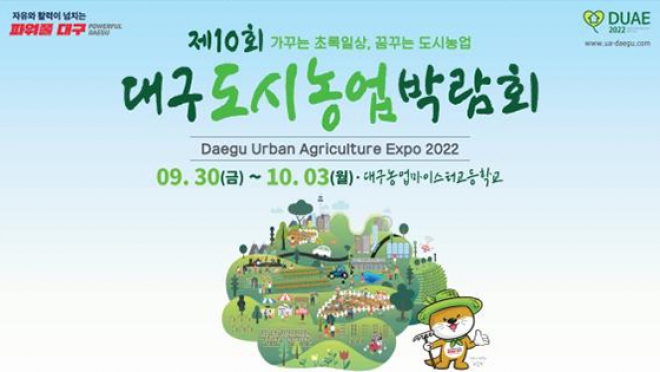 자유와 활력이 넘치는
파워풀 대구 POWERFUL DAEGU
DUAE
2022
www.ua-daegu.com
제10회 가꾸는 초록일상, 꿈꾸는 도시농업
대구도시농업박람회
Daegu Urban Agriculture Expo 2022
09. 30(금) ~ 10. 03(월) · 대구농업마이스터고등학교